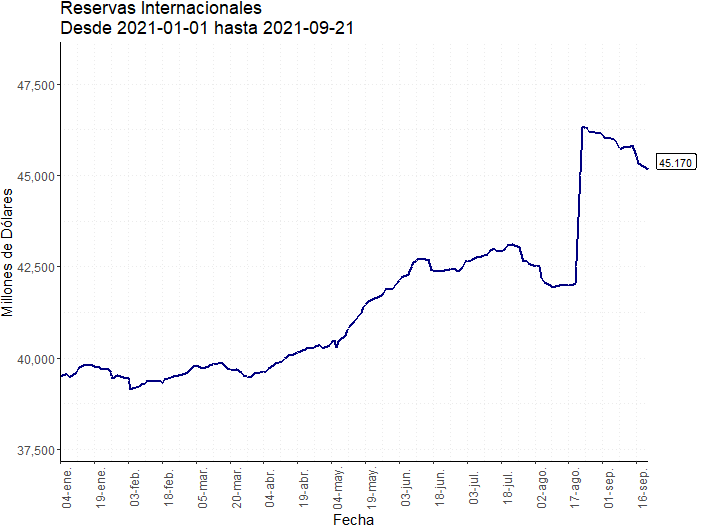 Reservas Internacionales
Desde 2021-01-01 hasta 2021-09-21
Millones de Dólares
47,500
45,000
42,500
40,000
37,500
45.170
04-ene.
19-ene.
03-feb.
18-feb.
05-mar.
20-mar.
04-abr.
19-abr.
04-may.
19-may.
03-jun.
18-jun.
03-jul.
18-jul.
02-ago.
17-ago.
01-sep.
16-sep.
Fecha